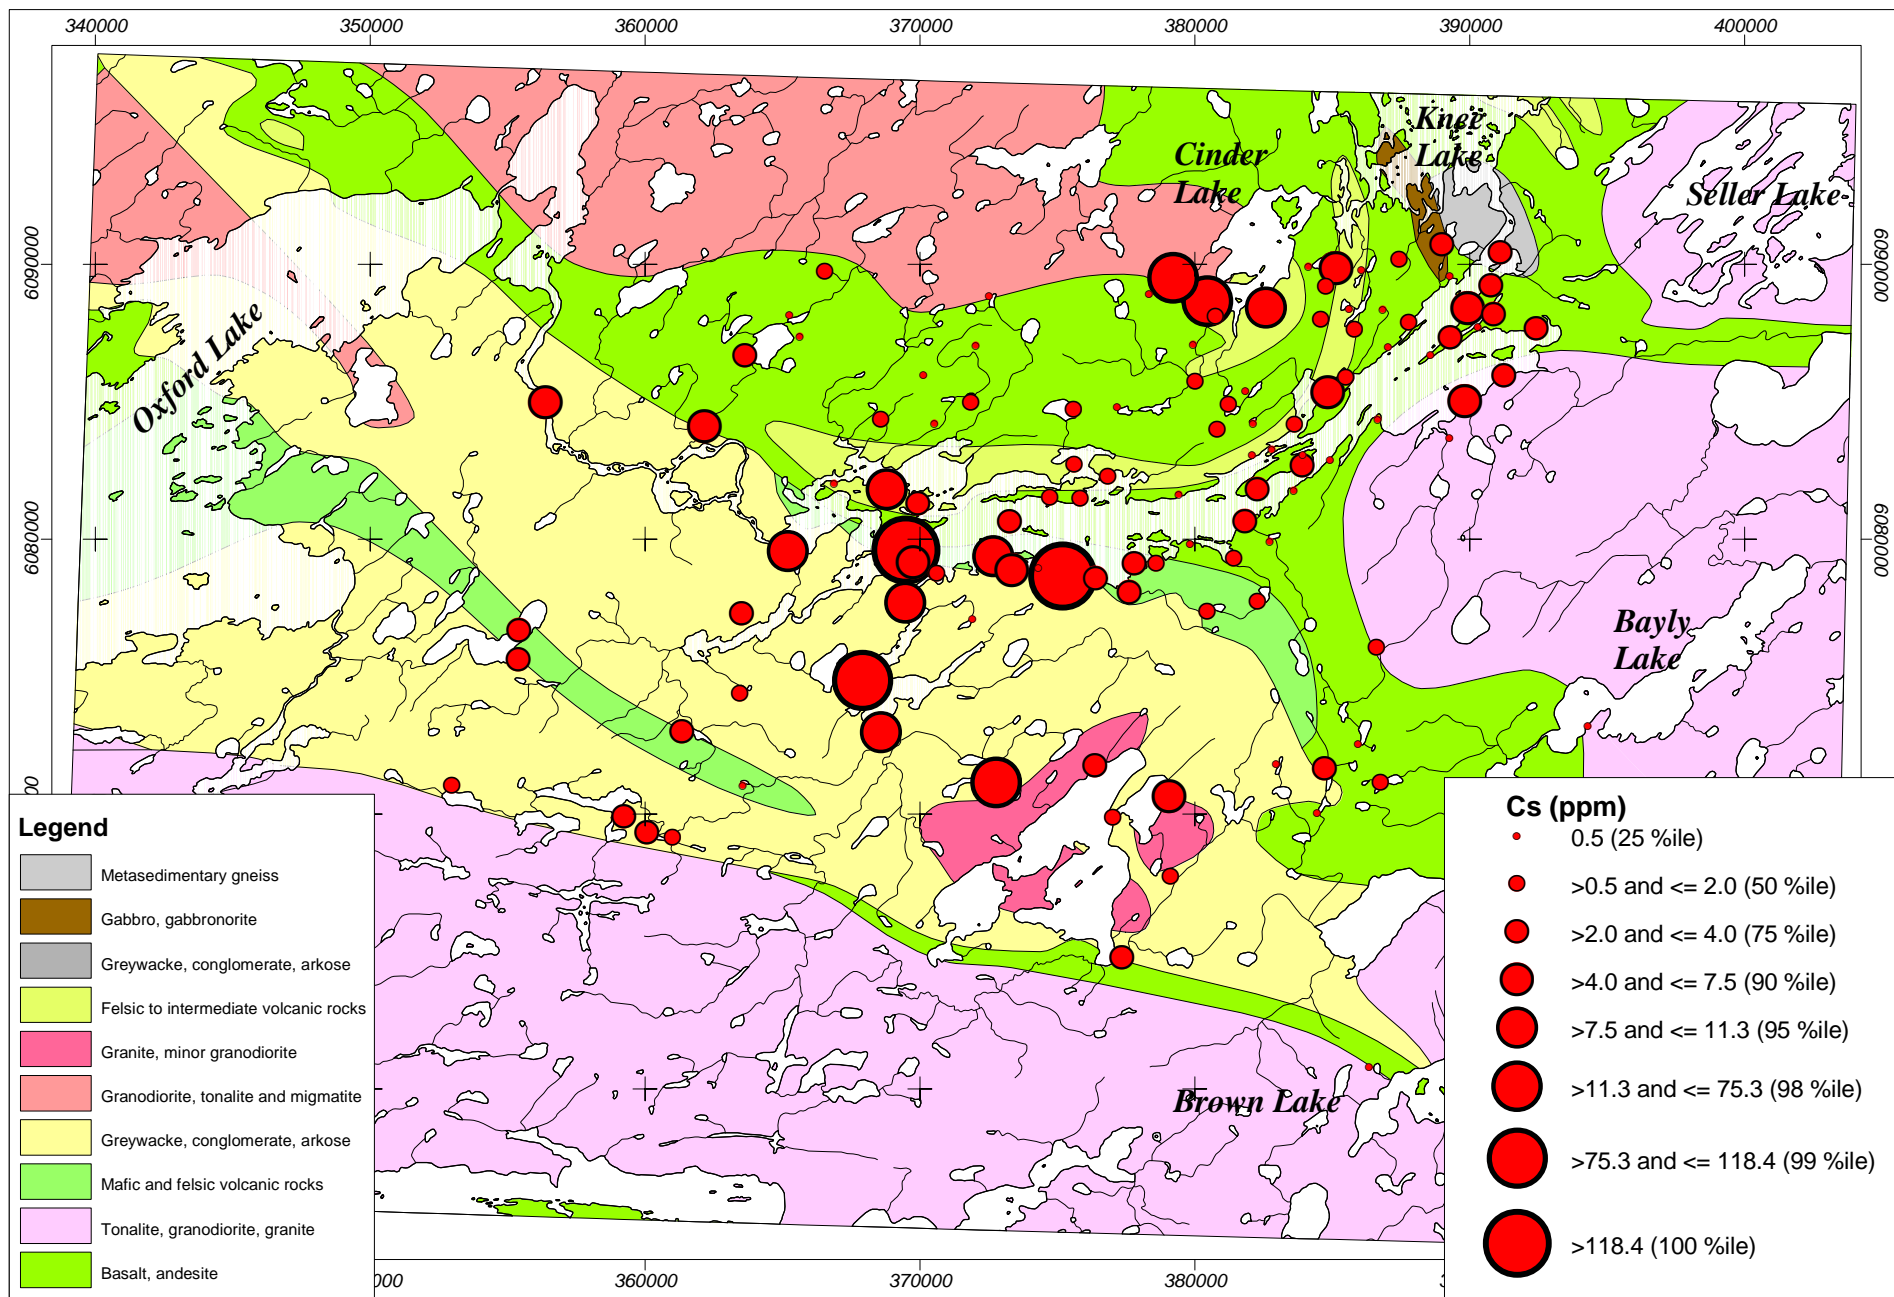 340000 350000 360000 370000 380000 390000 400000
6090000
6080000
00
6090000
6080000
Knee
Lake
Cinder
Lake
Seller Lake
Oxford Lake
Bayly
Lake
Brown Lake
Legend
Metasedimentary gneiss
Gabbro, gabbronorite
Greywacke, conglomerate, arkose
Felsic to intermediate volcanic rocks
Granite, minor granodiorite
Granodiorite, tonalite and migmatite
Greywacke, conglomerate, arkose
Mafic and felsic volcanic rocks
Tonalite, granodiorite, granite
Basalt, andesite
Cs (ppm)
0.5 (25 %ile)
>0.5 and <= 2.0 (50 %ile)
>2.0 and <= 4.0 (75 %ile)
>4.0 and <= 7.5 (90 %ile)
>7.5 and <= 11.3 (95 %ile)
>11.3 and <= 75.3 (98 %ile)
>75.3 and <= 118.4 (99 %ile)
>118.4 (100 %ile)
0000 360000 370000 380000